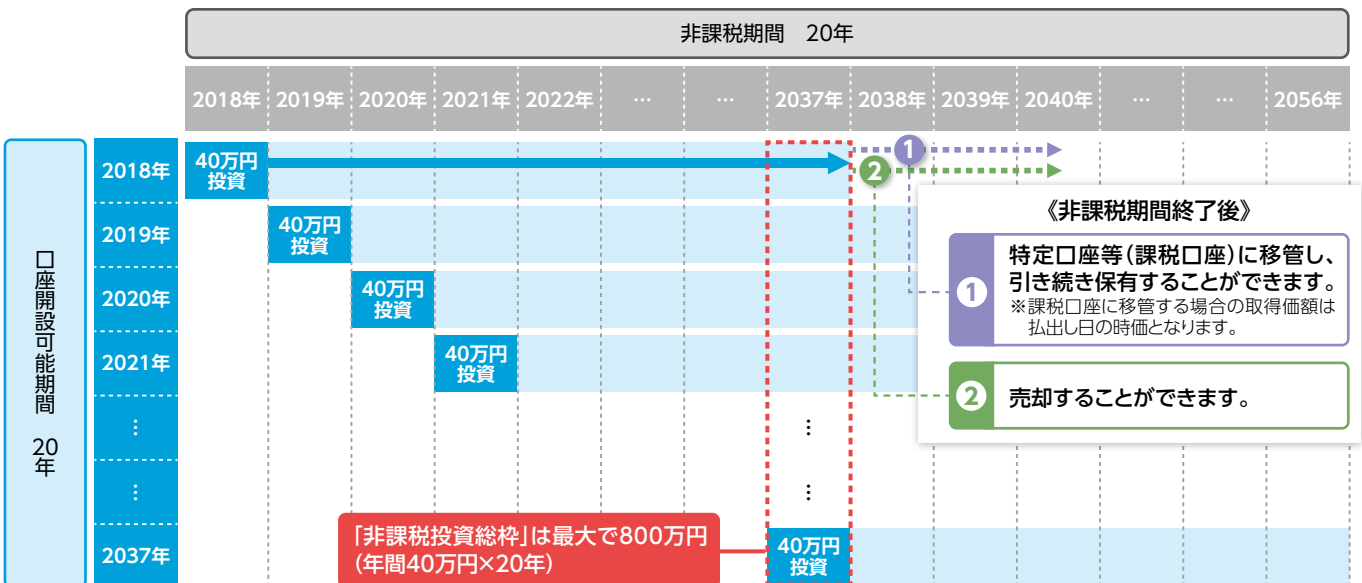 非課税期間　20年
2018年 2019年 2020年 2021年 2022年 … … 2037年 2038年 2039年 2040年 … … 2056年
口座開設可能期間　20年
2018年
40万円
投資
1
2
2019年
40万円
投資
2020年
40万円
投資
2021年
40万円
投資
⋮
⋮
⋮
⋮
2037年
40万円
投資
「非課税投資総枠」は最大で800万円
(年間40万円×20年)
《非課税期間終了後》
1
特定口座等(課税口座)に移管し、
引き続き保有することができます。
※課税口座に移管する場合の取得価額は
払出し日の時価となります。
2
売却することができます。